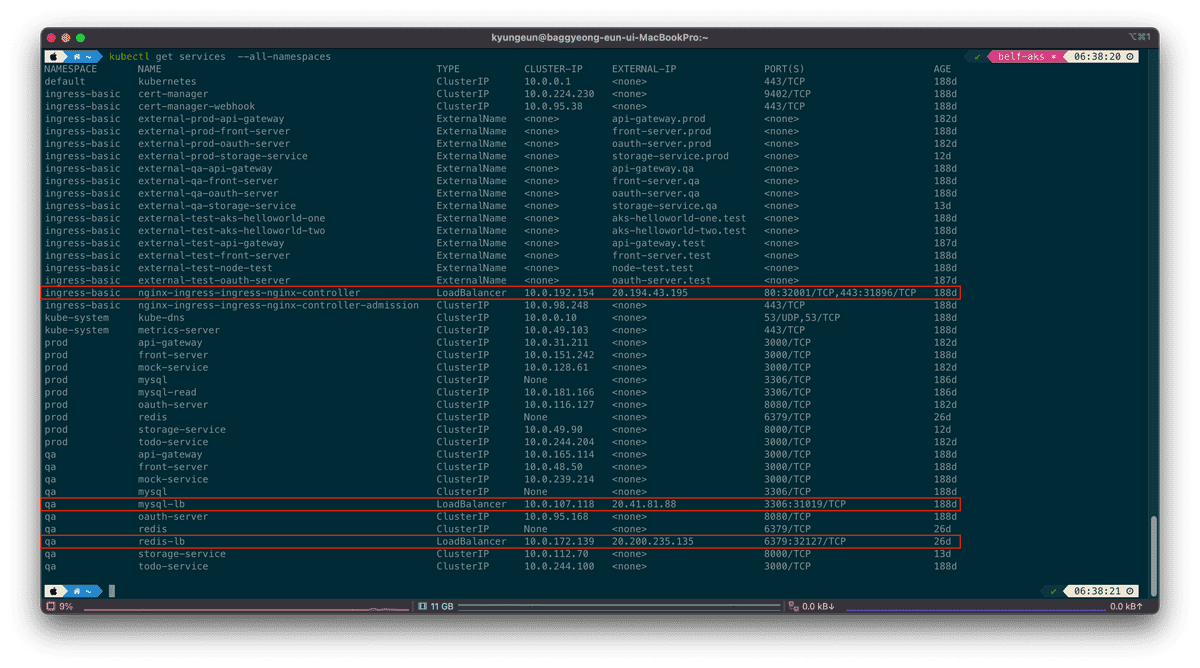 kyungeun@baggyeong-eun-ui-MacBookPro:~ ⌥⌘1
~ kubectl get services --all-namespaces ✓ belf-aks 06:38:20
NAMESPACE NAME TYPE CLUSTER-IP EXTERNAL-IP PORT(S) AGE
default kubernetes ClusterIP 10.0.0.1 <none> 443/TCP 188d
ingress-basic cert-manager ClusterIP 10.0.224.230 <none> 9402/TCP 188d
ingress-basic cert-manager-webhook ClusterIP 10.0.95.38 <none> 443/TCP 188d
ingress-basic external-prod-api-gateway ExternalName <none> api-gateway.prod <none> 182d
ingress-basic external-prod-front-server ExternalName <none> front-server.prod <none> 188d
ingress-basic external-prod-oauth-server ExternalName <none> oauth-server.prod <none> 182d
ingress-basic external-prod-storage-service ExternalName <none> storage-service.prod <none> 12d
ingress-basic external-qa-api-gateway ExternalName <none> api-gateway.qa <none> 188d
ingress-basic external-qa-front-server ExternalName <none> front-server.qa <none> 188d
ingress-basic external-qa-oauth-server ExternalName <none> oauth-server.qa <none> 188d
ingress-basic external-qa-storage-service ExternalName <none> storage-service.qa <none> 13d
ingress-basic external-test-aks-helloworld-one ExternalName <none> aks-helloworld-one.test <none> 188d
ingress-basic external-test-aks-helloworld-two ExternalName <none> aks-helloworld-two.test <none> 188d
ingress-basic external-test-api-gateway ExternalName <none> api-gateway.test <none> 187d
ingress-basic external-test-front-server ExternalName <none> front-server.test <none> 188d
ingress-basic external-test-node-test ExternalName <none> node-test.test <none> 188d
ingress-basic external-test-oauth-server ExternalName <none> oauth-server.test <none> 187d
ingress-basic nginx-ingress-ingress-nginx-controller LoadBalancer 10.0.192.154 20.194.43.195 80:32001/TCP,443:31896/TCP 188d
ingress-basic nginx-ingress-ingress-nginx-controller-admission ClusterIP 10.0.98.248 <none> 443/TCP 188d
kube-system kube-dns ClusterIP 10.0.0.10 <none> 53/UDP,53/TCP 188d
kube-system metrics-server ClusterIP 10.0.49.103 <none> 443/TCP 188d
prod api-gateway ClusterIP 10.0.31.211 <none> 3000/TCP 182d
prod front-server ClusterIP 10.0.151.242 <none> 3000/TCP 188d
prod mock-service ClusterIP 10.0.128.61 <none> 3000/TCP 182d
prod mysql ClusterIP None <none> 3306/TCP 186d
prod mysql-read ClusterIP 10.0.181.166 <none> 3306/TCP 186d
prod oauth-server ClusterIP 10.0.116.127 <none> 8080/TCP 182d
prod redis ClusterIP None <none> 6379/TCP 26d
prod storage-service ClusterIP 10.0.49.90 <none> 8000/TCP 12d
prod todo-service ClusterIP 10.0.244.204 <none> 3000/TCP 182d
qa api-gateway ClusterIP 10.0.165.114 <none> 3000/TCP 188d
qa front-server ClusterIP 10.0.48.50 <none> 3000/TCP 188d
qa mock-service ClusterIP 10.0.239.214 <none> 3000/TCP 188d
qa mysql ClusterIP None <none> 3306/TCP 188d
qa mysql-lb LoadBalancer 10.0.107.118 20.41.81.88 3306:31019/TCP 188d
qa oauth-server ClusterIP 10.0.95.168 <none> 8080/TCP 188d
qa redis ClusterIP None <none> 6379/TCP 26d
qa redis-lb LoadBalancer 10.0.172.139 20.200.235.135 6379:32127/TCP 26d
qa storage-service ClusterIP 10.0.112.70 <none> 8000/TCP 13d
qa todo-service ClusterIP 10.0.244.100 <none> 3000/TCP 188d
~ ✓ 06:38:21
9% 11 GB 0.0 kB↓ 0.0 kB↑